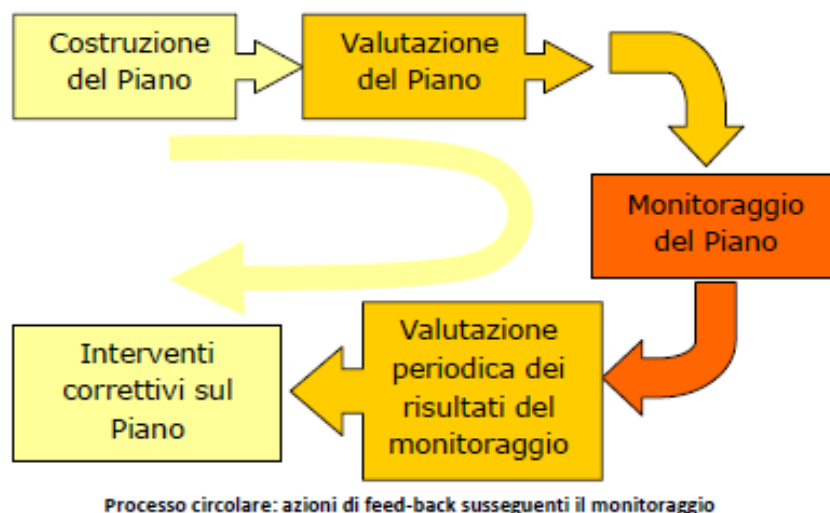 Costruzione
del Piano
Valutazione
del Piano
Monitoraggio
del Piano
Valutazione
periodica dei
risultati del
monitoraggio
Interventi
correttivi sul
Piano
Processo circolare: azioni di feed-back susseguenti il monitoraggio